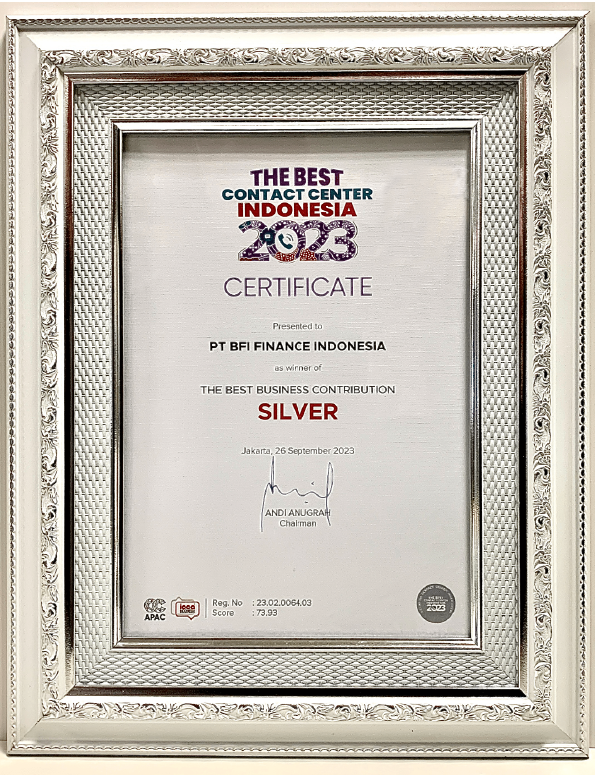 THE BEST
CONTACT CENTER
INDONESIA
2023
CERTIFICATE
Presented to
PT BFI FINANCE INDONESIA
as winner of
THE BEST BUSINESS CONTRIBUTION
SILVER
Jakarta, 26 September 2023
ANDI ANUGRAH
Chairman
APAC
icca
Reg. No : 23.02.0064.03
Score : 73.93
2023